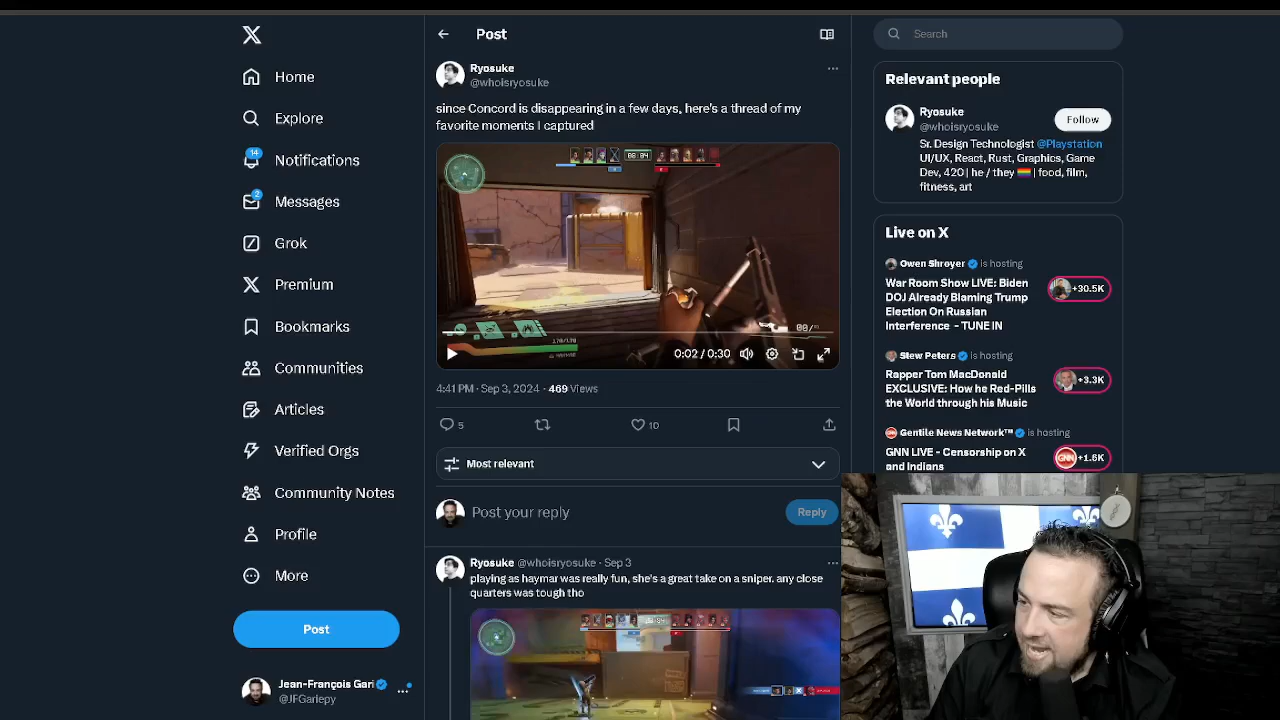 Home
Explore
14
Notifications
2
Messages
Grok
Premium
Bookmarks
Communities
Articles
Verified Orgs
Community Notes
Profile
More
Post
Jean-François Gari
@JFGariepy
Post
Ryosuke
@whoisryosuke
since Concord is disappearing in a few days, here's a thread of my
favorite moments I captured
0:02 / 0:30
4:41 PM · Sep 3, 2024 · 469 Views
5
10
Most relevant
Post your reply
Reply
Ryosuke @whoisryosuke · Sep 3
playing as haymar was really fun, she's a great take on a sniper. any close
quarters was tough tho
Search
Relevant people
Ryosuke
@whoisryosuke
Follow
Sr. Design Technologist @Playstation
UI/UX, React, Rust, Graphics, Game
Dev, 420 | he / they 🏳️‍🌈 | food, film,
fitness, art
Live on X
Owen Shroyer is hosting
War Room Show LIVE: Biden
DOJ Already Blaming Trump
Election On Russian
Interference - TUNE IN
+30.5K
Stew Peters is hosting
Rapper Tom MacDonald
EXCLUSIVE: How he Red-Pills
the World through his Music
+3.3K
Gentile News Network™ is hosting
GNN LIVE - Censorship on X
and Indians
+1.6K